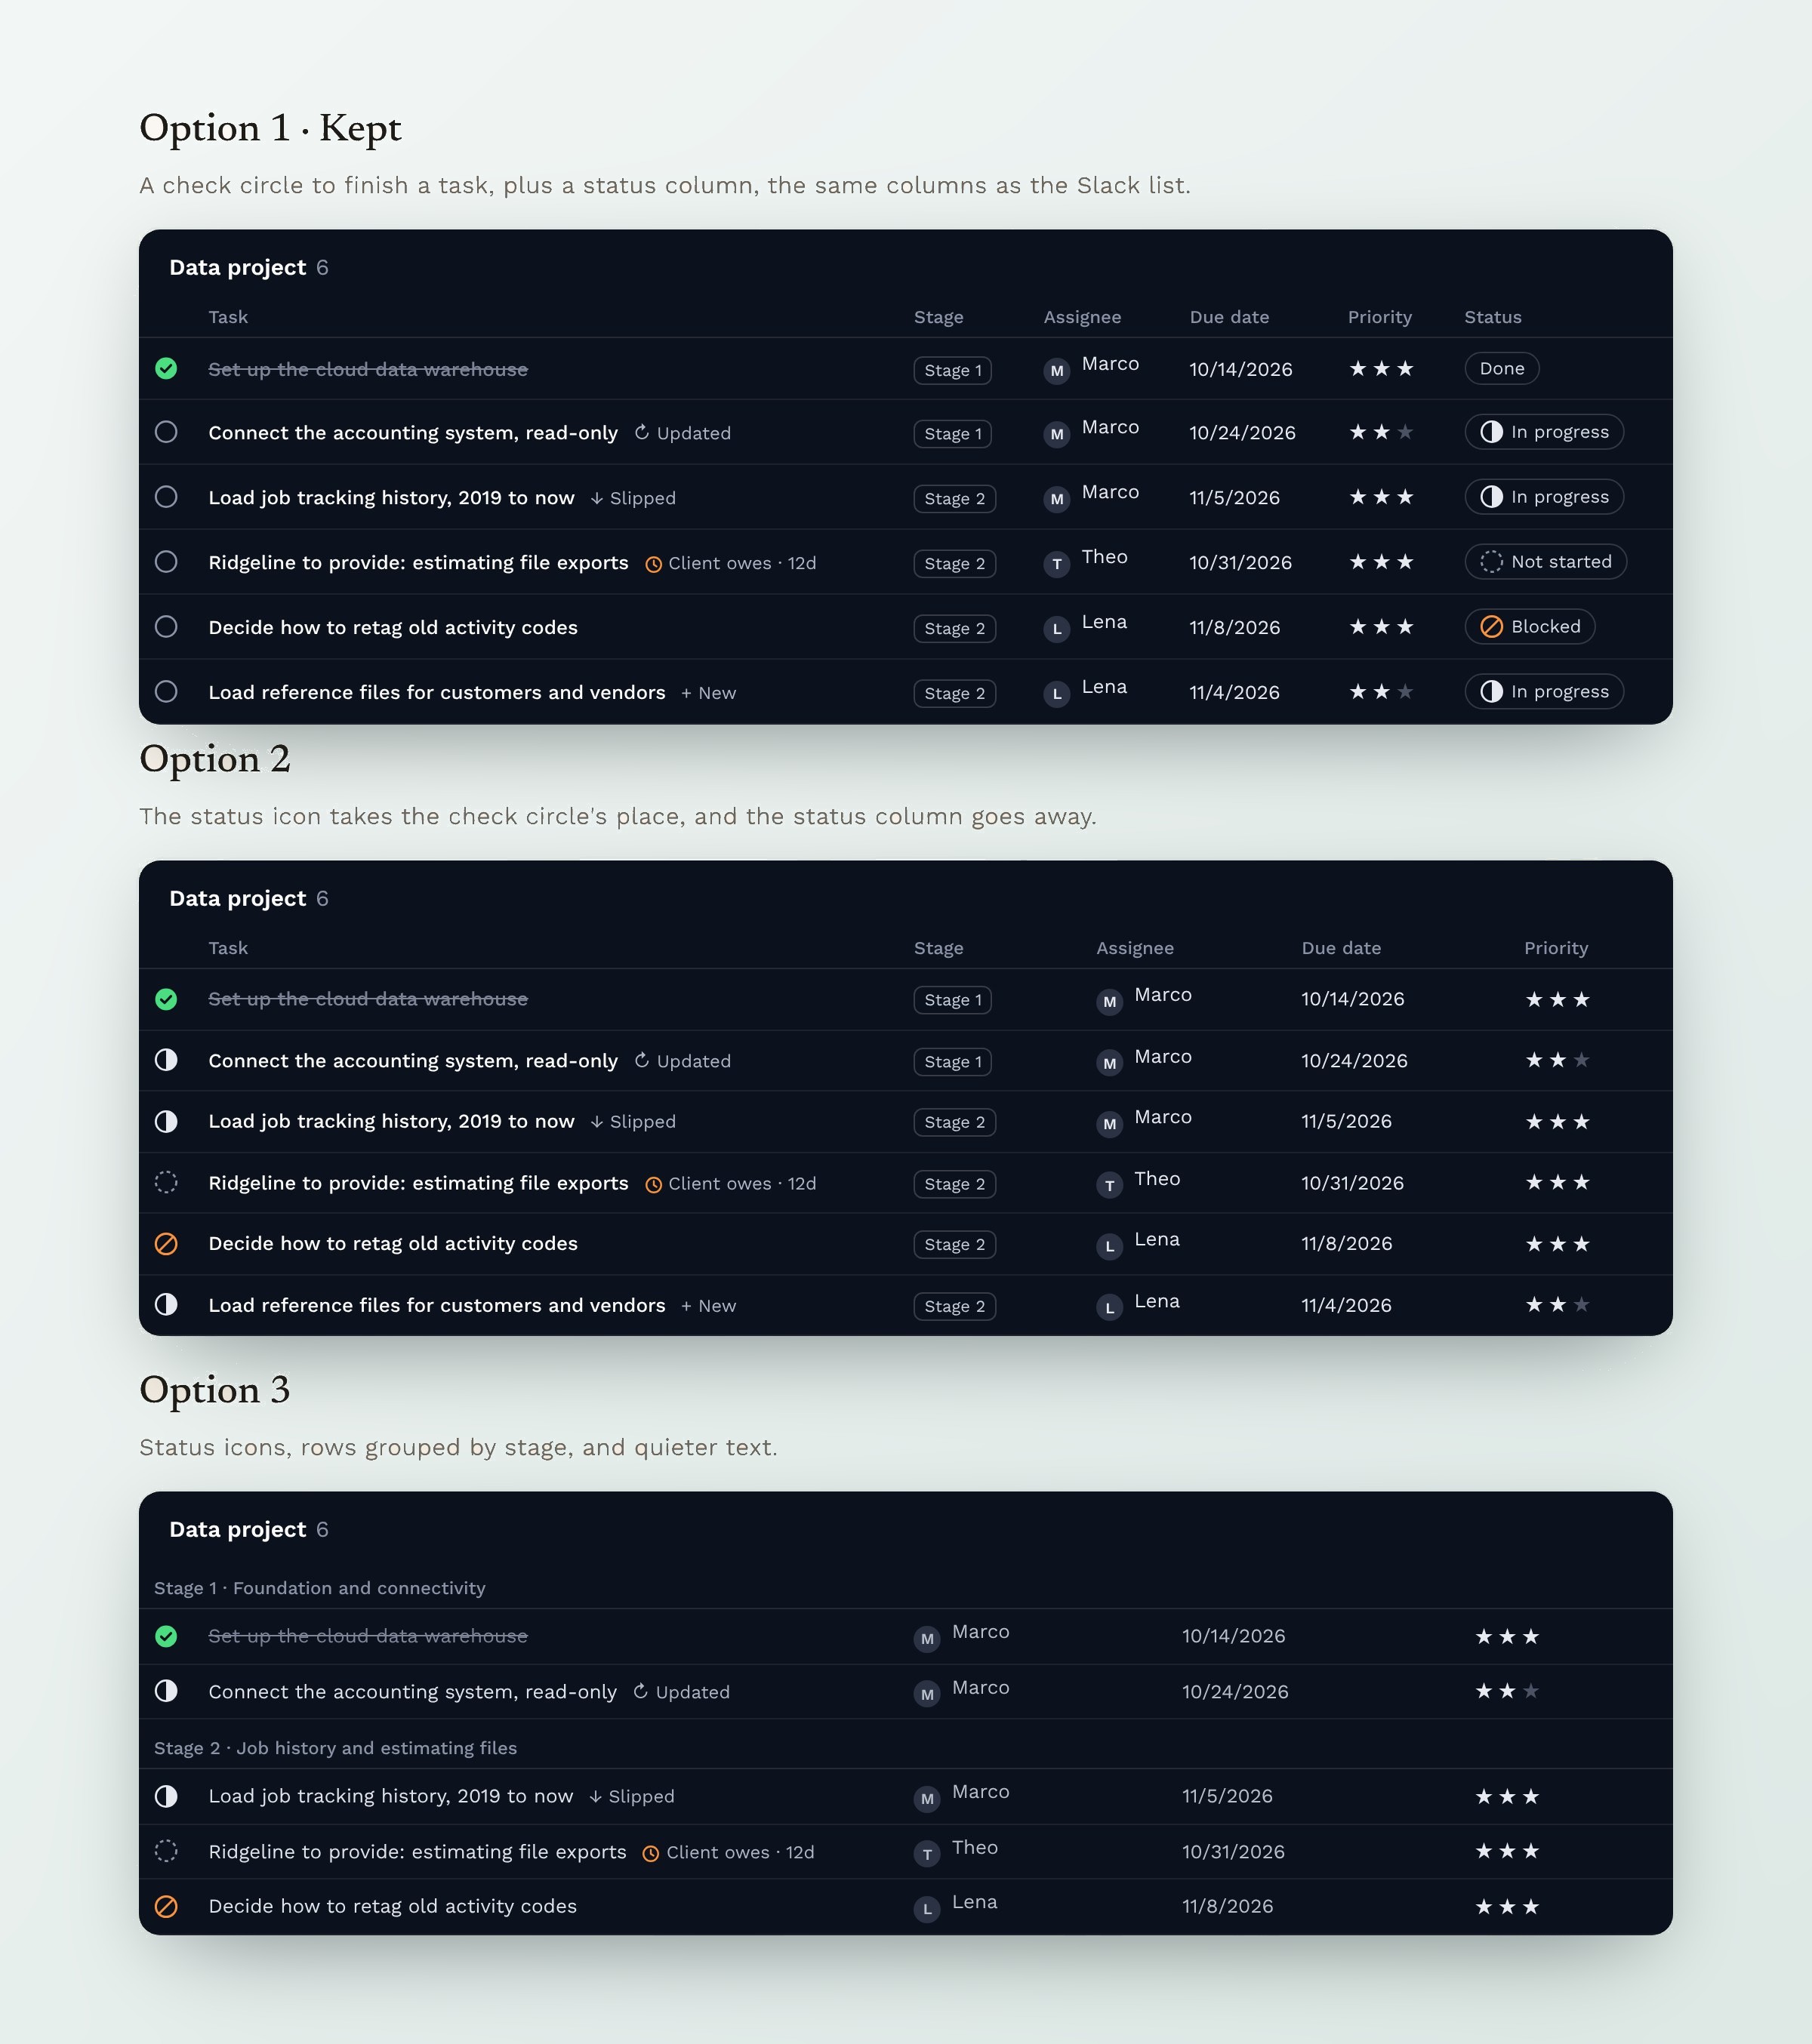 Option 1 · Kept
A check circle to finish a task, plus a status column, the same columns as the Slack list.
Data project 6
Task Stage Assignee Due date Priority Status
Set up the cloud data warehouse Stage 1 M Marco 10/14/2026 ★★★ Done
Connect the accounting system, read-only ↻ Updated Stage 1 M Marco 10/24/2026 ★★★ In progress
Load job tracking history, 2019 to now ↓ Slipped Stage 2 M Marco 11/5/2026 ★★★ In progress
Ridgeline to provide: estimating file exports Client owes · 12d Stage 2 T Theo 10/31/2026 ★★★ Not started
Decide how to retag old activity codes Stage 2 L Lena 11/8/2026 ★★★ Blocked
Load reference files for customers and vendors + New Stage 2 L Lena 11/4/2026 ★★★ In progress
Option 2
The status icon takes the check circle's place, and the status column goes away.
Data project 6
Task Stage Assignee Due date Priority
Set up the cloud data warehouse Stage 1 M Marco 10/14/2026 ★★★
Connect the accounting system, read-only ↻ Updated Stage 1 M Marco 10/24/2026 ★★★
Load job tracking history, 2019 to now ↓ Slipped Stage 2 M Marco 11/5/2026 ★★★
Ridgeline to provide: estimating file exports Client owes · 12d Stage 2 T Theo 10/31/2026 ★★★
Decide how to retag old activity codes Stage 2 L Lena 11/8/2026 ★★★
Load reference files for customers and vendors + New Stage 2 L Lena 11/4/2026 ★★★
Option 3
Status icons, rows grouped by stage, and quieter text.
Data project 6
Stage 1 · Foundation and connectivity
Set up the cloud data warehouse M Marco 10/14/2026 ★★★
Connect the accounting system, read-only ↻ Updated M Marco 10/24/2026 ★★★
Stage 2 · Job history and estimating files
Load job tracking history, 2019 to now ↓ Slipped M Marco 11/5/2026 ★★★
Ridgeline to provide: estimating file exports Client owes · 12d T Theo 10/31/2026 ★★★
Decide how to retag old activity codes L Lena 11/8/2026 ★★★